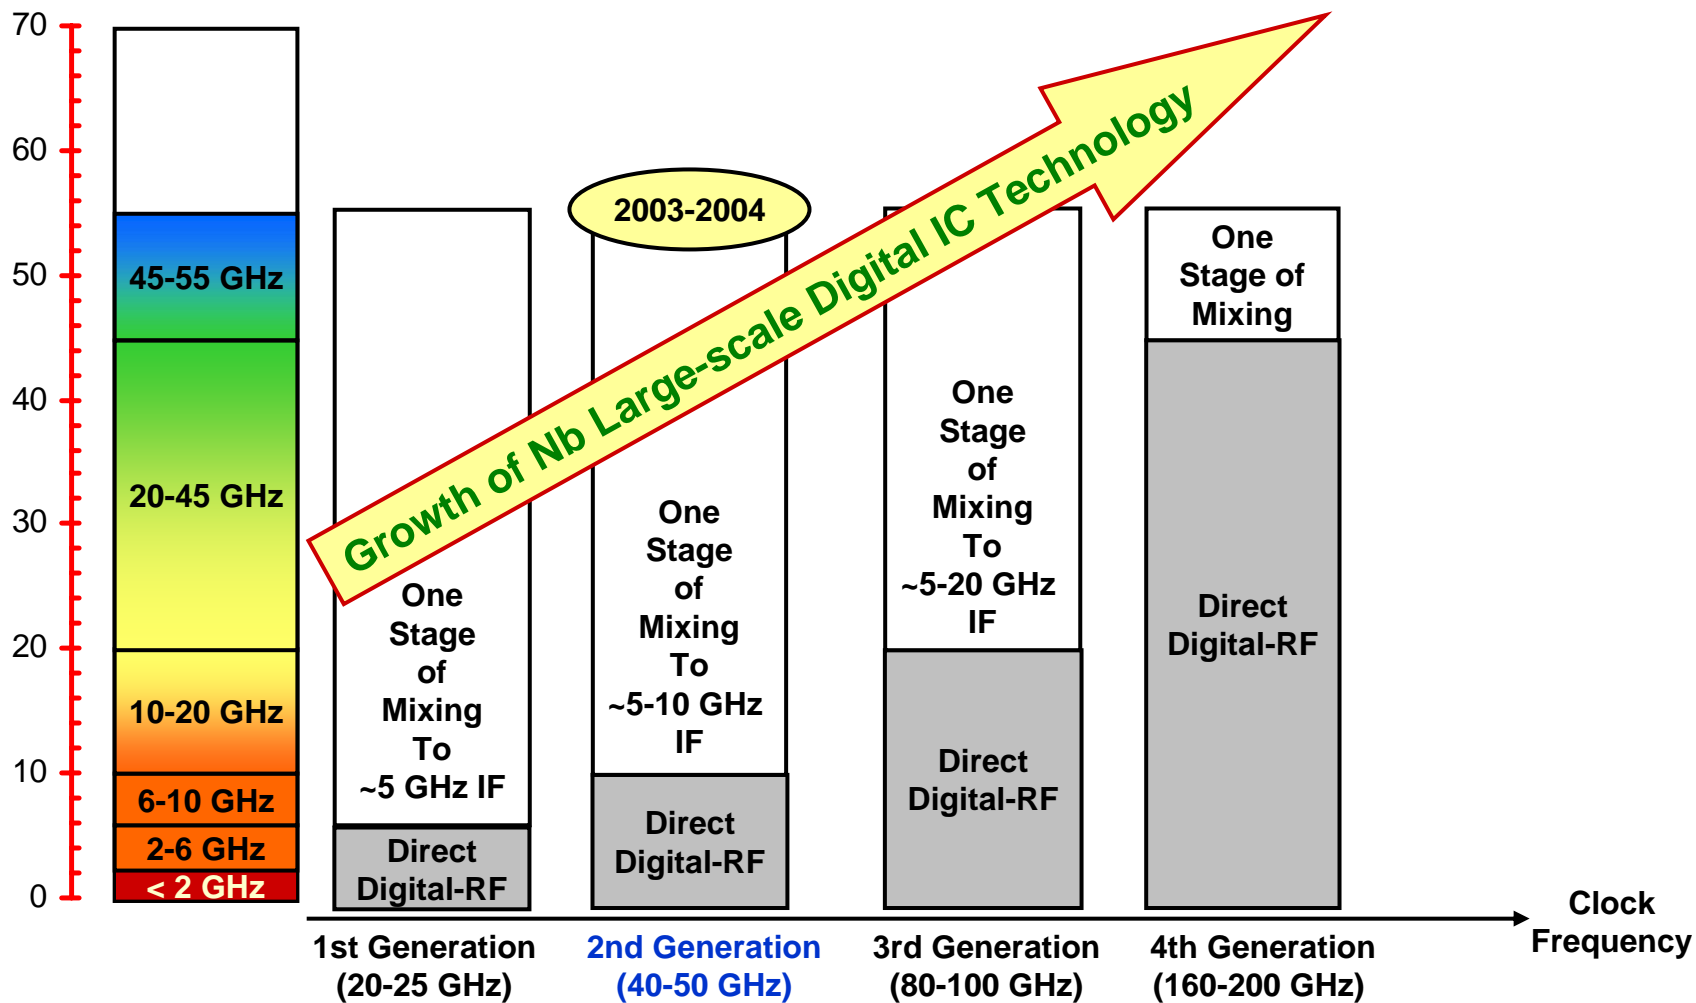 70
60
50
40
30
20
10
0
45-55 GHz
20-45 GHz
10-20 GHz
6-10 GHz
2-6 GHz
< 2 GHz
Growth of Nb Large-scale Digital IC Technology
One
Stage
of
Mixing
To
~5 GHz IF
Direct
Digital-RF
2003-2004
One
Stage
of
Mixing
To
~5-10 GHz
IF
Direct
Digital-RF
One
Stage
of
Mixing
To
~5-20 GHz
IF
Direct
Digital-RF
One
Stage of
Mixing
Direct
Digital-RF
1st Generation
(20-25 GHz)
2nd Generation
(40-50 GHz)
3rd Generation
(80-100 GHz)
4th Generation
(160-200 GHz)
Clock
Frequency